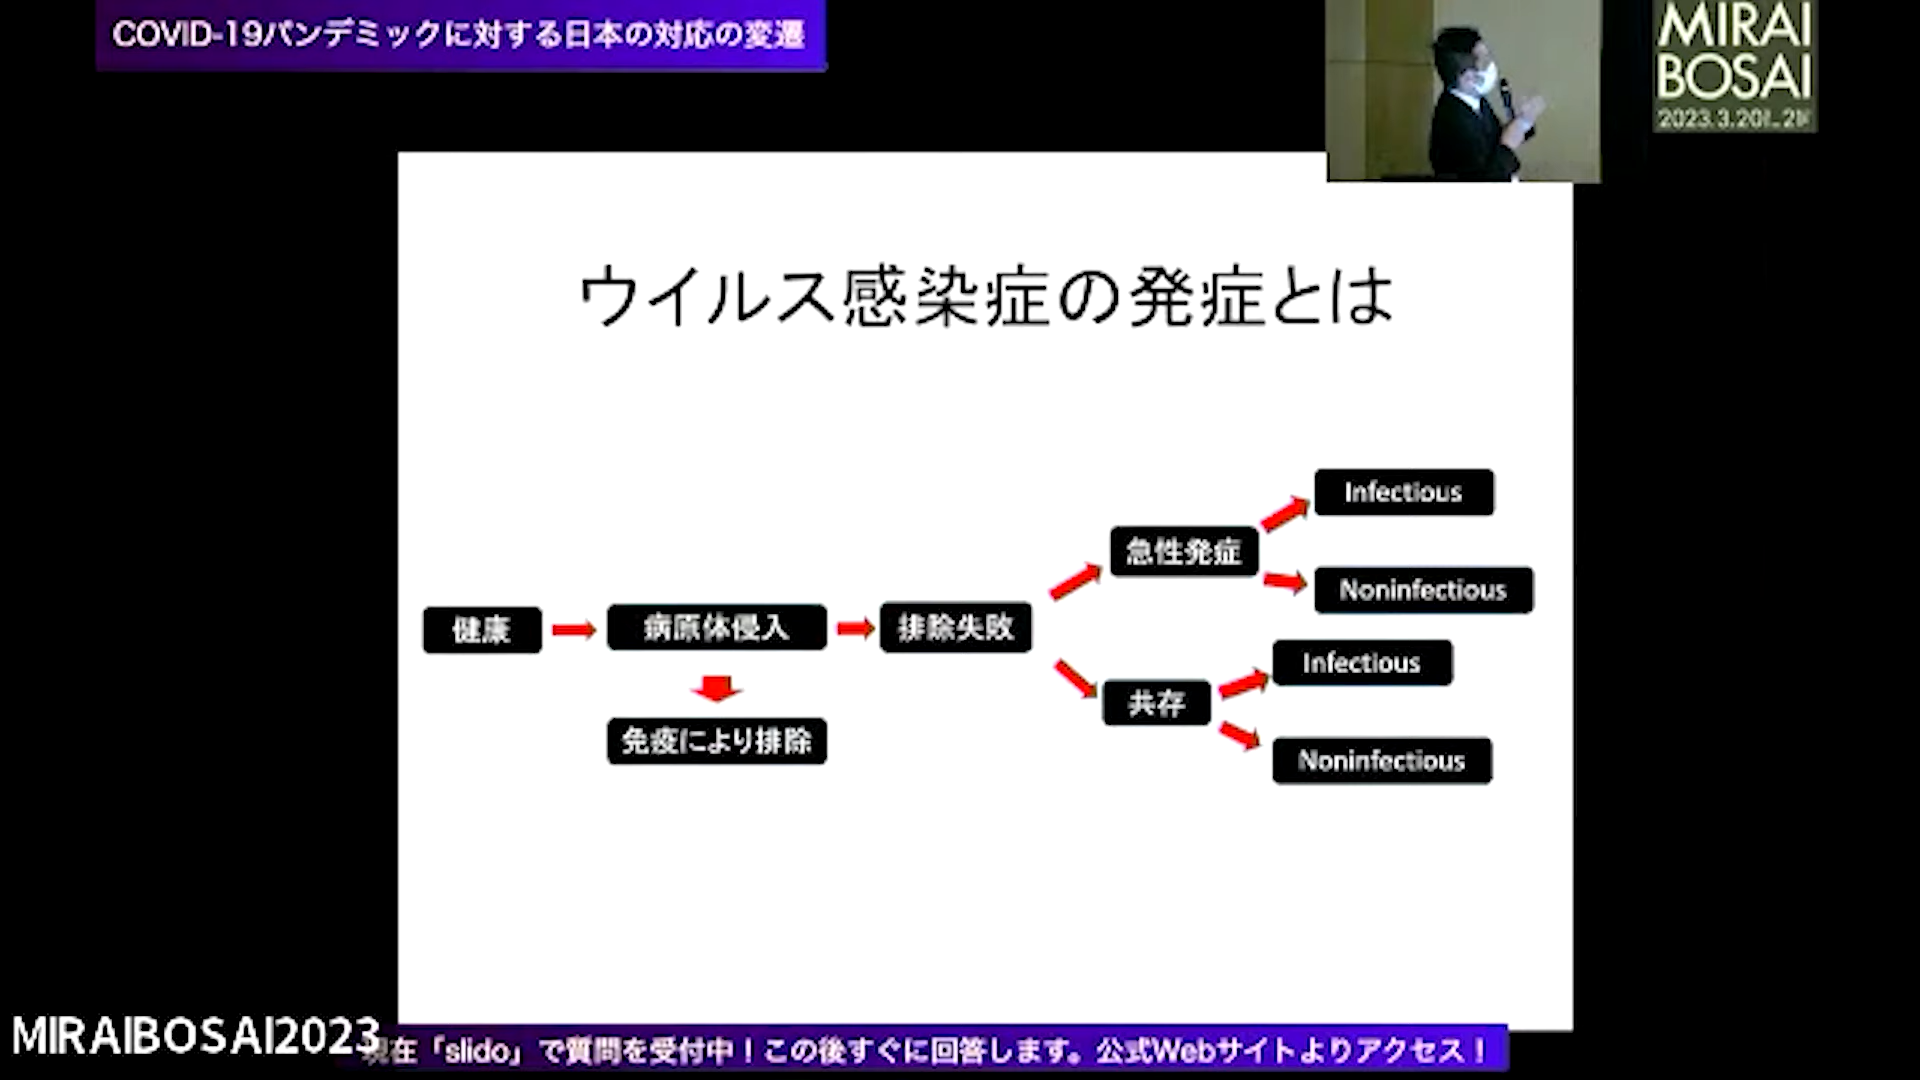 COVID-19パンデミックに対する日本の対応の変遷
MIRAI
BOSAI
ウイルス感染症の発症とは
健康
病原体侵入
免疫により排除
排除失敗
急性発症
Infectious
Noninfectious
共存
Infectious
Noninfectious
MIRAIBOSAI2023
現在「slido」で質問を受付中！この後すぐに回答します。公式Webサイトよりアクセス！